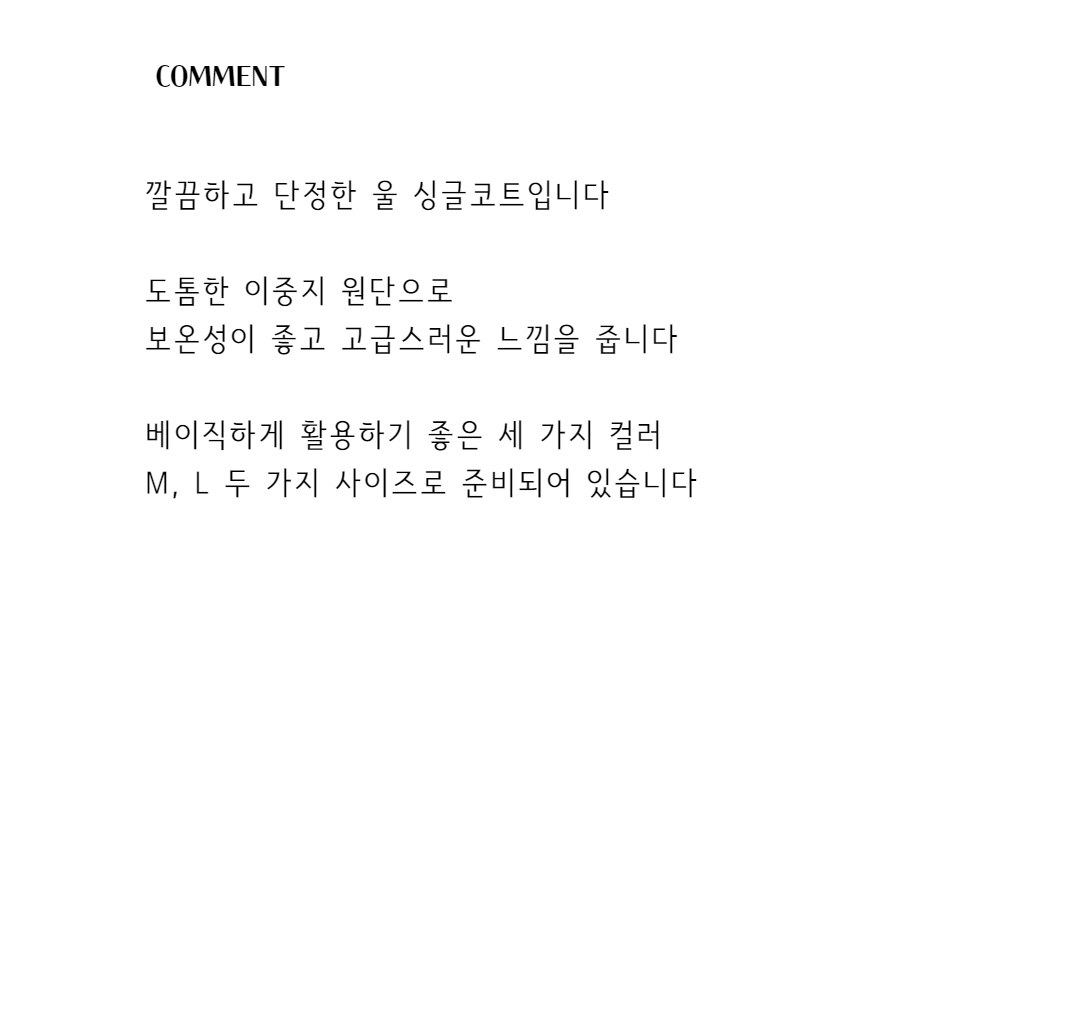 COMMENT
깔끔하고 단정한 울 싱글코트입니다
도톰한 이중지 원단으로
보온성이 좋고 고급스러운 느낌을 줍니다
베이직하게 활용하기 좋은 세 가지 컬러
M, L 두 가지 사이즈로 준비되어 있습니다